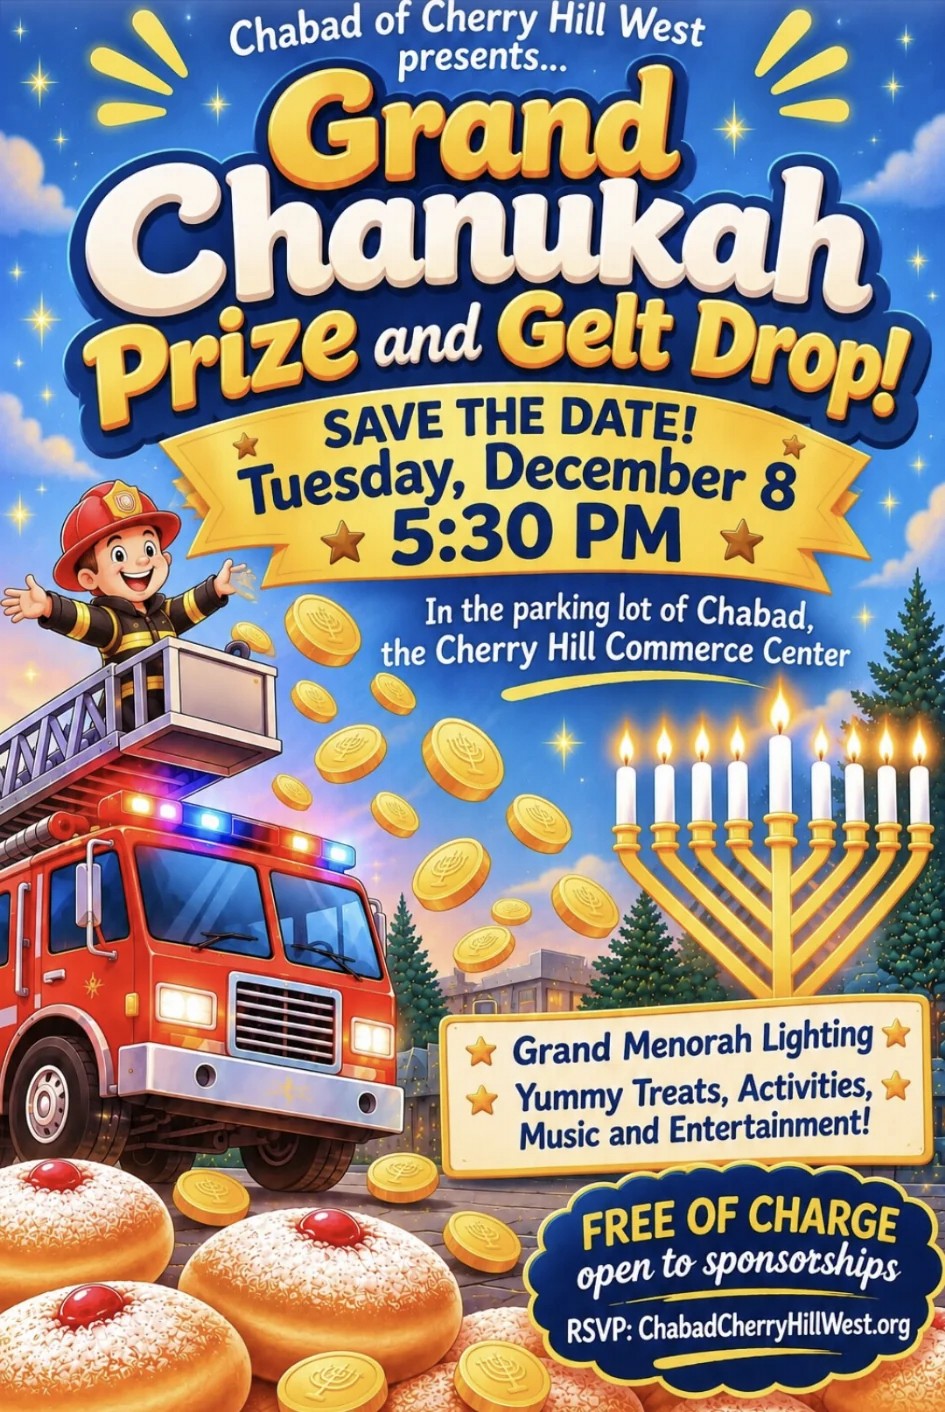 Chabad of Cherry Hill West
presents...
Grand
Chanukah
Prize and Gelt Drop!
SAVE THE DATE!
Tuesday, December 8
5:30 PM
In the parking lot of Chabad,
the Cherry Hill Commerce Center
Grand Menorah Lighting
Yummy Treats, Activities,
Music and Entertainment!
FREE OF CHARGE
open to sponsorships
RSVP: ChabadCherryHillWest.org